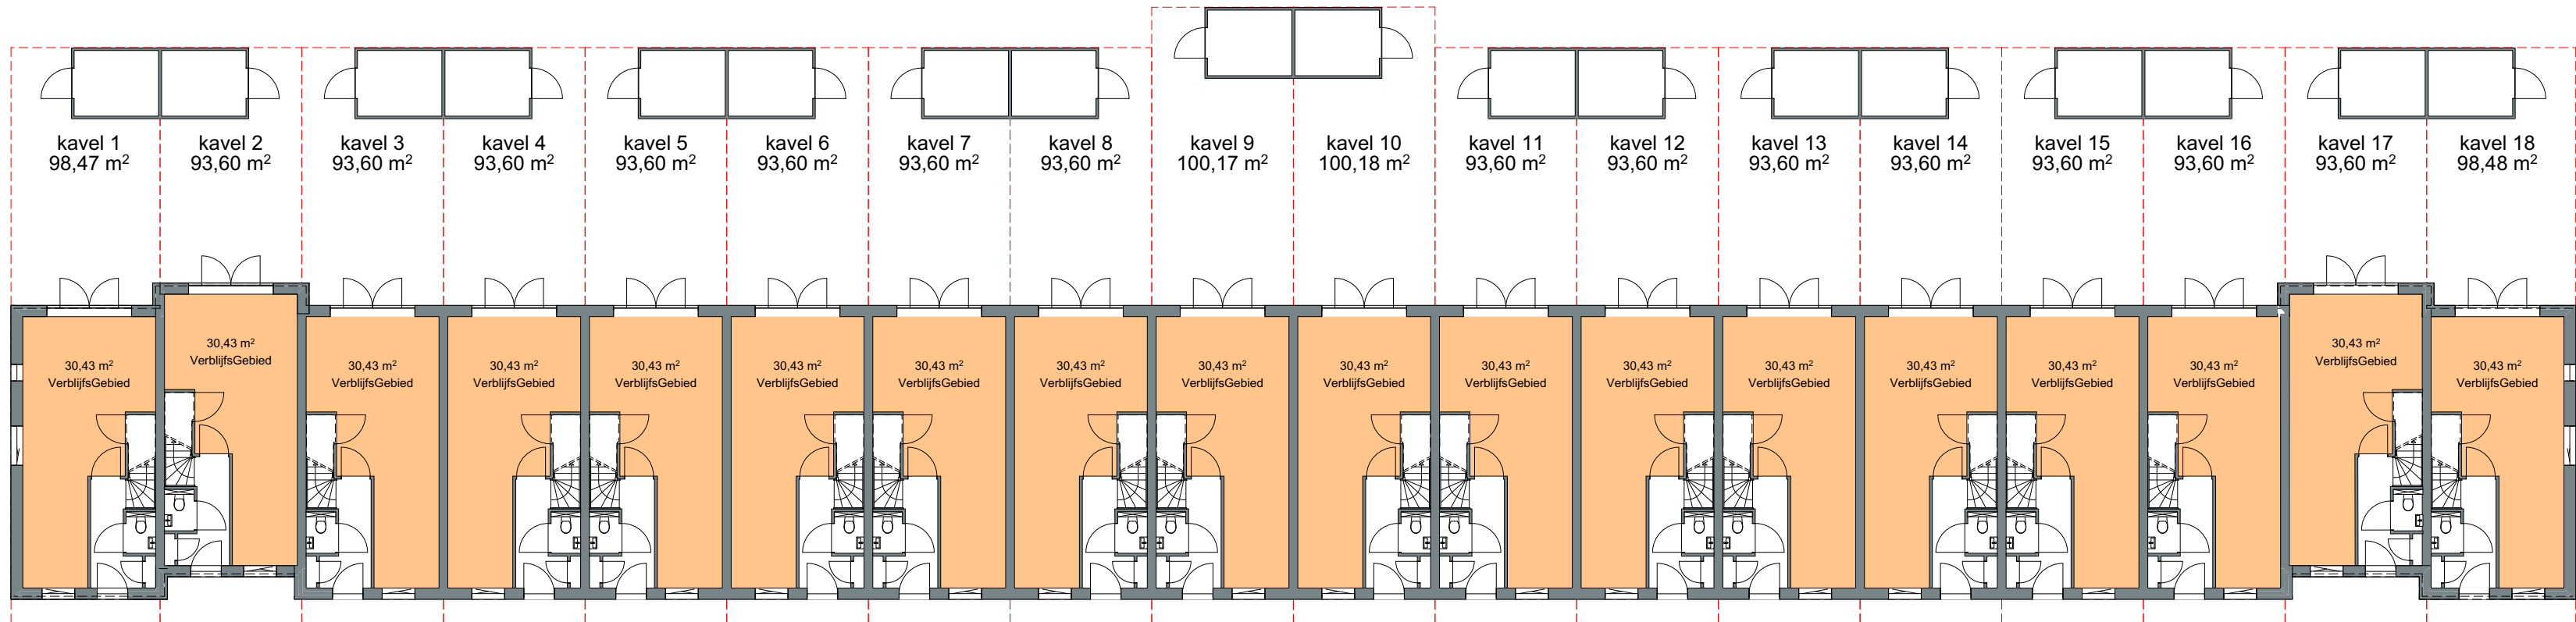 kavel 1
98,47 m²
kavel 2
93,60 m²
kavel 3
93,60 m²
kavel 4
93,60 m²
kavel 5
93,60 m²
kavel 6
93,60 m²
kavel 7
93,60 m²
kavel 8
93,60 m²
kavel 9
100,17 m²
kavel 10
100,18 m²
kavel 11
93,60 m²
kavel 12
93,60 m²
kavel 13
93,60 m²
kavel 14
93,60 m²
kavel 15
93,60 m²
kavel 16
93,60 m²
kavel 17
93,60 m²
kavel 18
98,48 m²
30,43 m²
VerblijfsGebied
30,43 m²
VerblijfsGebied
30,43 m²
VerblijfsGebied
30,43 m²
VerblijfsGebied
30,43 m²
VerblijfsGebied
30,43 m²
VerblijfsGebied
30,43 m²
VerblijfsGebied
30,43 m²
VerblijfsGebied
30,43 m²
VerblijfsGebied
30,43 m²
VerblijfsGebied
30,43 m²
VerblijfsGebied
30,43 m²
VerblijfsGebied
30,43 m²
VerblijfsGebied
30,43 m²
VerblijfsGebied
30,43 m²
VerblijfsGebied
30,43 m²
VerblijfsGebied
30,43 m²
VerblijfsGebied
30,43 m²
VerblijfsGebied